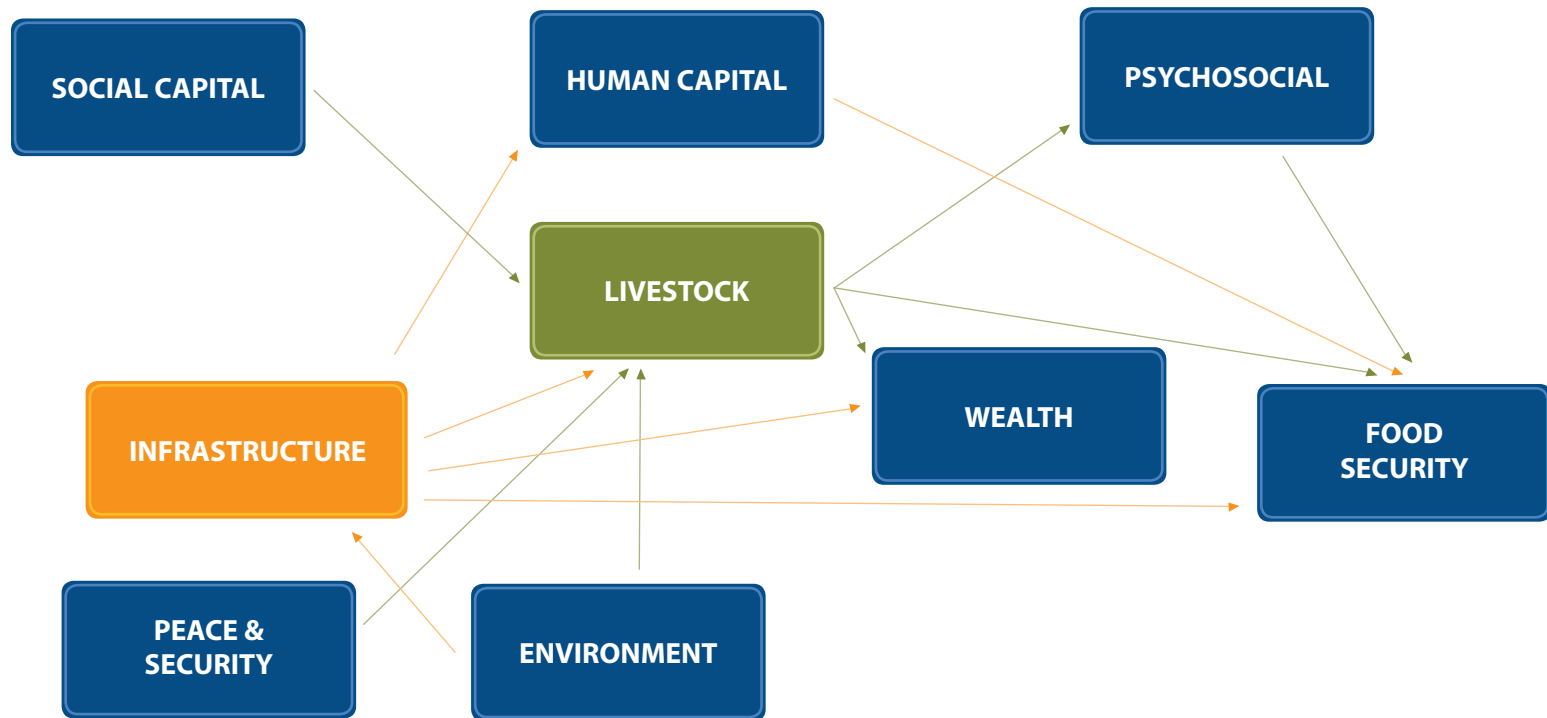 SOCIAL CAPITAL
HUMAN CAPITAL
PSYCHOSOCIAL
LIVESTOCK
WEALTH
INFRASTRUCTURE
FOOD
SECURITY
PEACE &
SECURITY
ENVIRONMENT